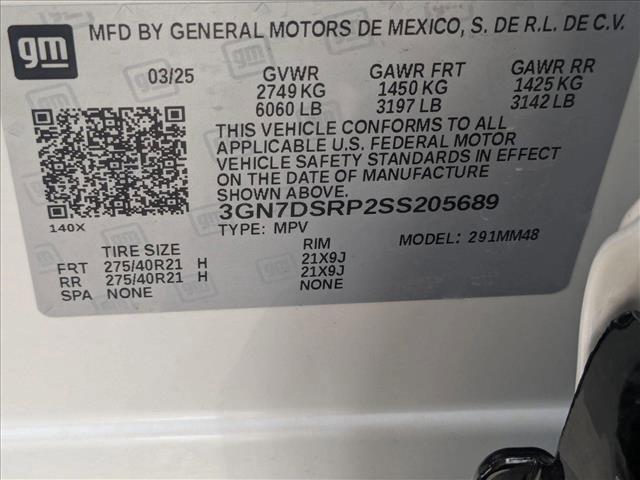 gm
MFD BY GENERAL MOTORS DE MEXICO, S. DE R.L. DE C.V.
03/25 GVWR GAWR FRT GAWR RR
2749 KG 1450 KG 1425 KG
6060 LB 3197 LB 3142 LB
THIS VEHICLE CONFORMS TO ALL
APPLICABLE U.S. FEDERAL MOTOR
VEHICLE SAFETY STANDARDS IN EFFECT
ON THE DATE OF MANUFACTURE
SHOWN ABOVE.
140X
3GN7DSRP2SS205689
TYPE: MPV MODEL: 291MM48
TIRE SIZE RIM
FRT 275/40R21 H 21X9J
RR 275/40R21 H 21X9J
SPA NONE NONE